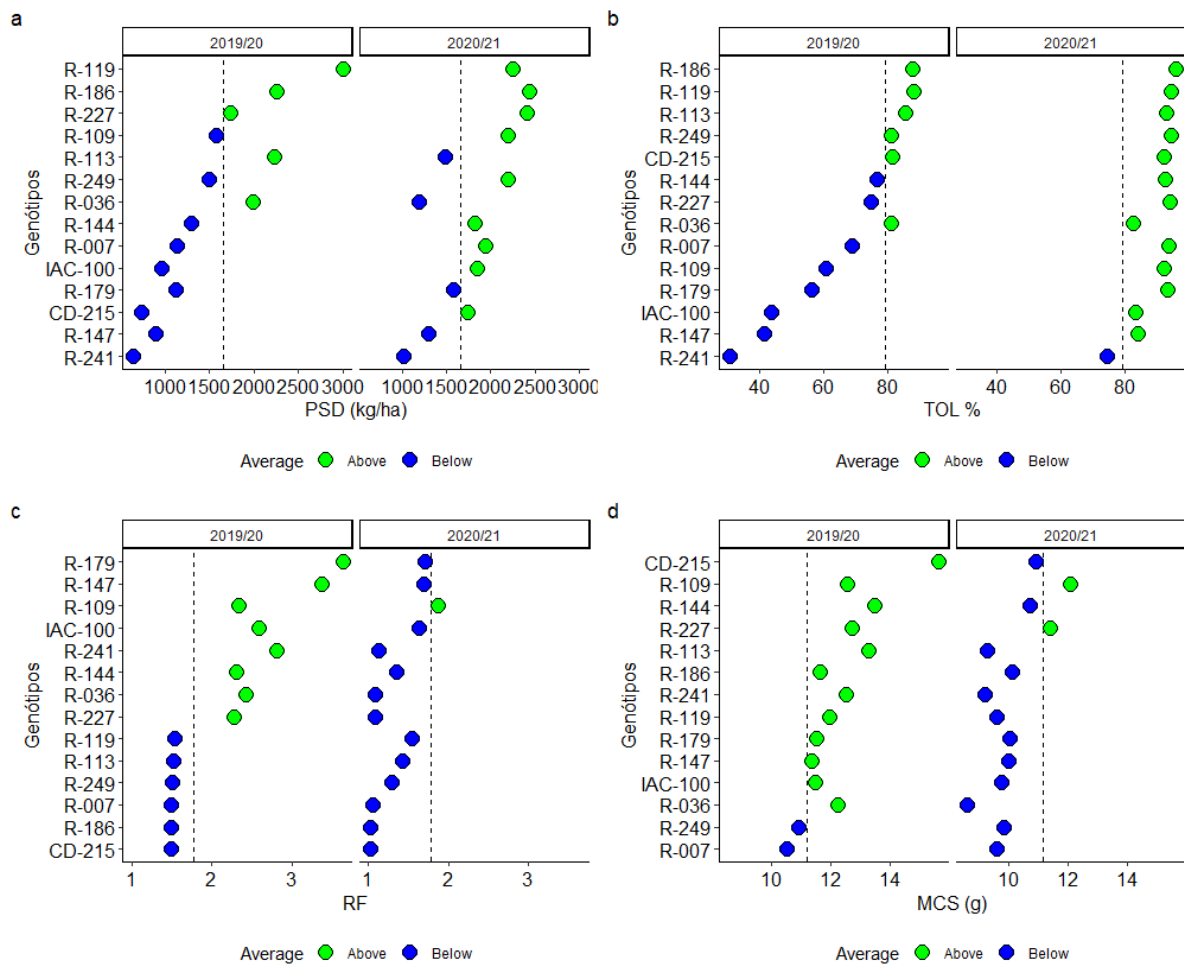 a
2019/20 2020/21
Genótipos
R-119
R-186
R-227
R-109
R-113
R-249
R-036
R-144
R-007
IAC-100
R-179
CD-215
R-147
R-241
1000 1500 2000 2500 3000 1000 1500 2000 2500 3000
PSD (kg/ha)
Average Above Below
b
2019/20 2020/21
Genótipos
R-186
R-119
R-113
R-249
CD-215
R-144
R-227
R-036
R-007
R-109
R-179
IAC-100
R-147
R-241
40 60 80 40 60 80
TOL %
Average Above Below
c
2019/20 2020/21
Genótipos
R-179
R-147
R-109
IAC-100
R-241
R-144
R-036
R-227
R-119
R-113
R-249
R-007
R-186
CD-215
1 2 3 1 2 3
RF
Average Above Below
d
2019/20 2020/21
Genótipos
CD-215
R-109
R-144
R-227
R-113
R-186
R-241
R-119
R-179
R-147
IAC-100
R-036
R-249
R-007
10 12 14 10 12 14
MCS (g)
Average Above Below